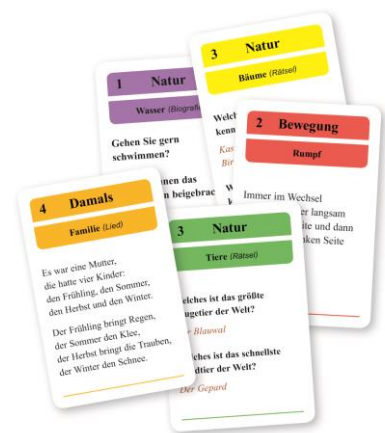 1 Natur
Wasser (Biografie)
Gehen Sie gern
schwimmen?
das
beigebrac
3 Natur
Bäume (Rätsel)
Welch
kenn
Kas
Bir
2 Bewegung
Rumpf
Immer im Wechsel
langsam
und dann
Seite
4 Damals
Familie (Lied)
Es war eine Mutter,
die hatte vier Kinder:
den Frühling, den Sommer,
den Herbst und den Winter.
Der Frühling bringt Regen,
der Sommer den Klee,
der Herbst bringt die Trauben,
der Winter den Schnee.
3 Natur
Tiere (Rätsel)
elches ist das größte
ugetier der Welt?
Blauwal
ches ist das schnellste
dtier der Welt?
Der Gepard